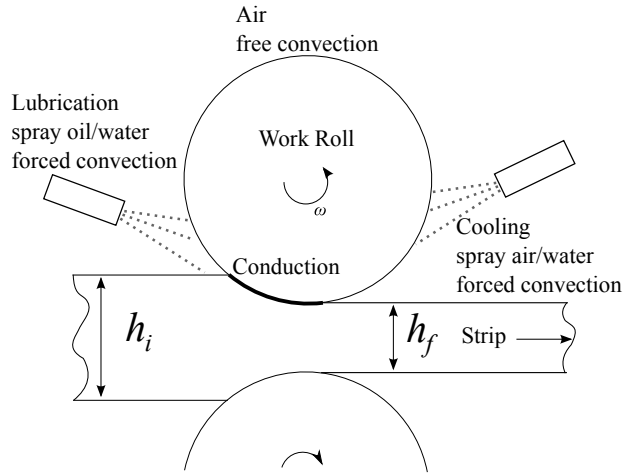 Air
free convection
Lubrication
spray oil/water
forced convection
Work Roll
ω
Cooling
spray air/water
forced convection
Conduction
h_i
h_f
Strip